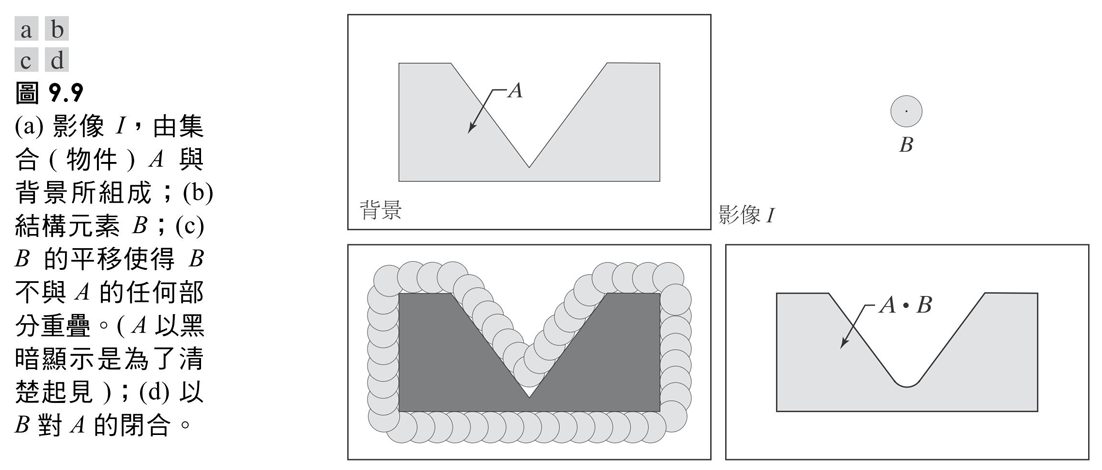 a b
c d
圖 9.9
(a) 影像 I，由集
合 ( 物件 ) A 與
背景所組成；(b)
結構元素 B；(c)
B 的平移使得 B
不與 A 的任何部
分重疊。( A 以黑
暗顯示是為了清
楚起見 )；(d) 以
B 對 A 的閉合。
A
背景
影像 I
B
A • B